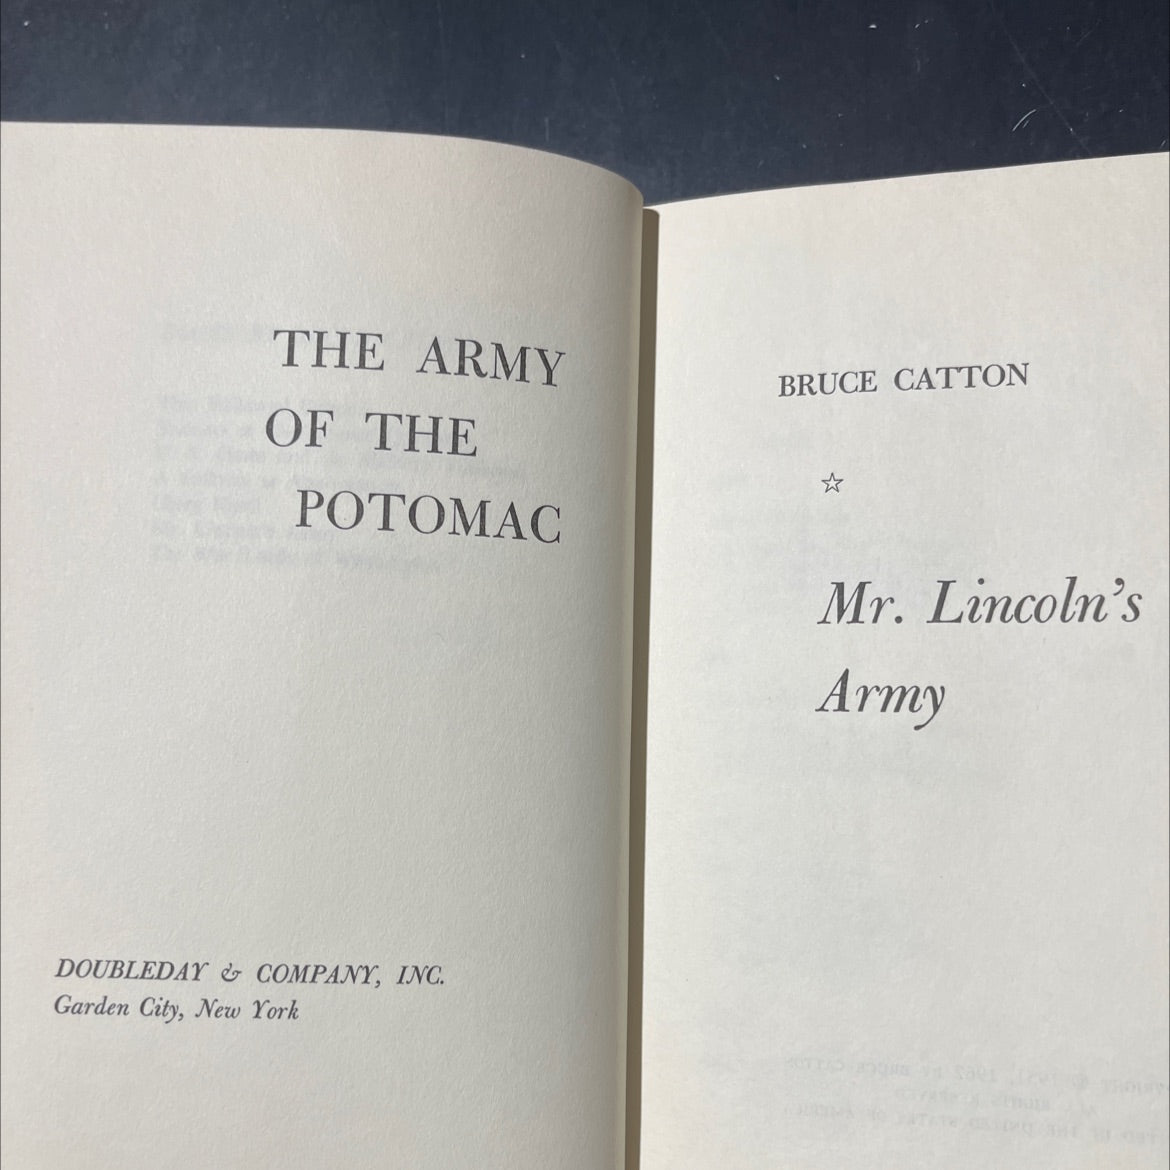 THE ARMY
OF THE
POTOMAC
DOUBLEDAY & COMPANY, INC.
Garden City, New York
BRUCE CATTON
Mr. Lincoln's
Army